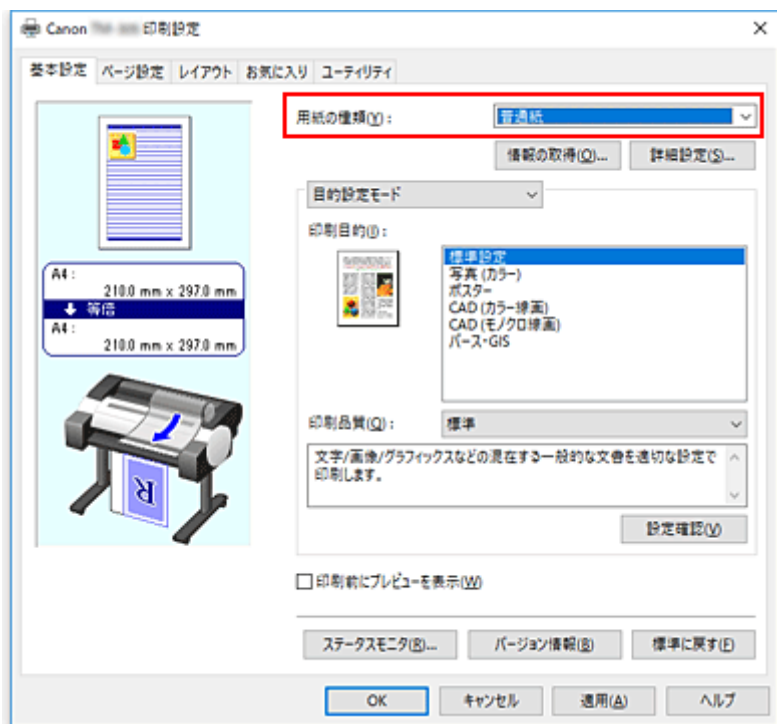 Canon 印刷設定
基本設定 ページ設定 レイアウト お気に入り ユーティリティ
用紙の種類(Y): 普通紙
情報の取得(O)... 詳細設定(S)...
目的設定モード
印刷目的(I):
標準設定
写真 (カラー)
ポスター
CAD (カラー線画)
CAD (モノクロ線画)
パース・GIS
A4:
210.0 mm x 297.0 mm
等倍
A4:
210.0 mm x 297.0 mm
R
印刷品質(Q): 標準
文字/画像/グラフィックスなどの混在する一般的な文書を適切な設定で
印刷します。
設定確認(V)
印刷前にプレビューを表示(W)
ステータスモニタ(R)... バージョン情報(B) 標準に戻す(F)
OK キャンセル 適用(A) ヘルプ